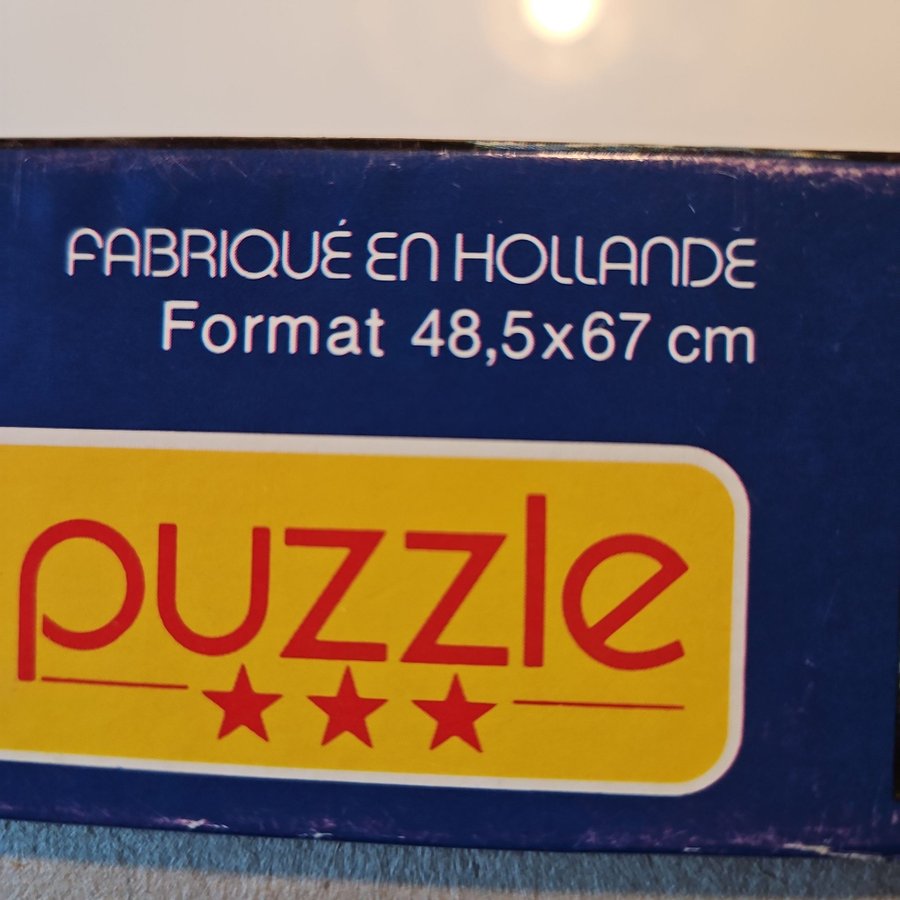 FABRIQUÉ EN HOLLANDE
Format 48,5x67 cm
puzzle